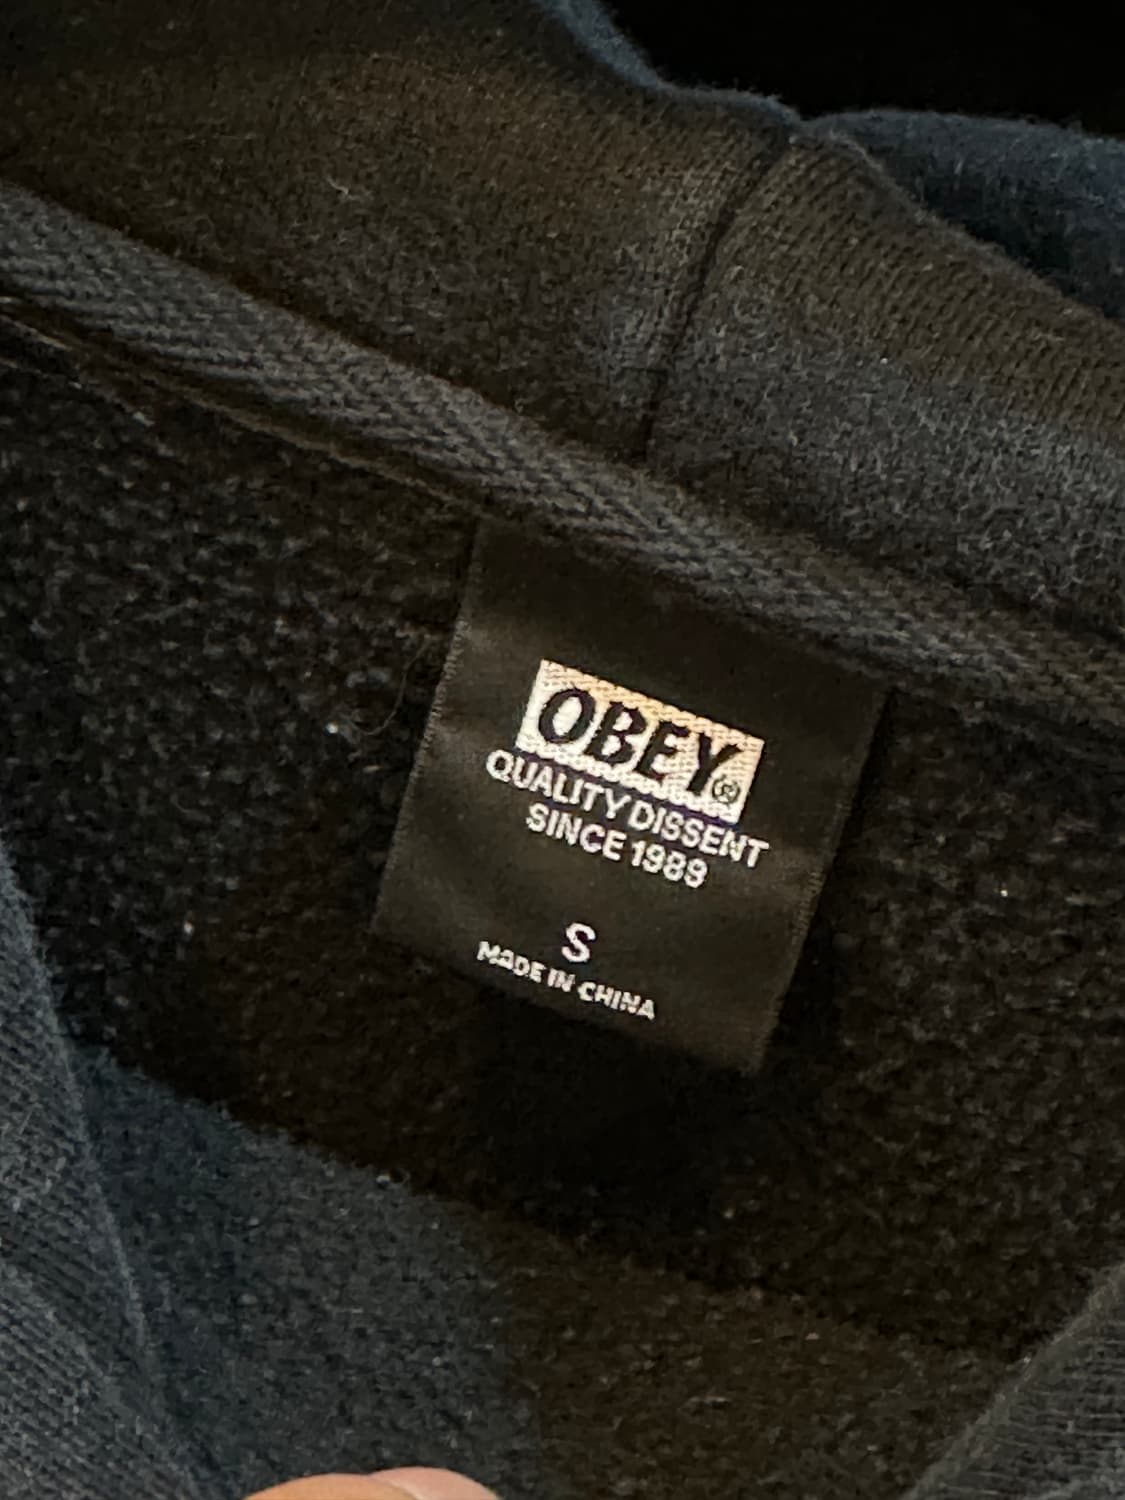 OBEY®
QUALITY DISSENT
SINCE 1989
S
MADE IN CHINA